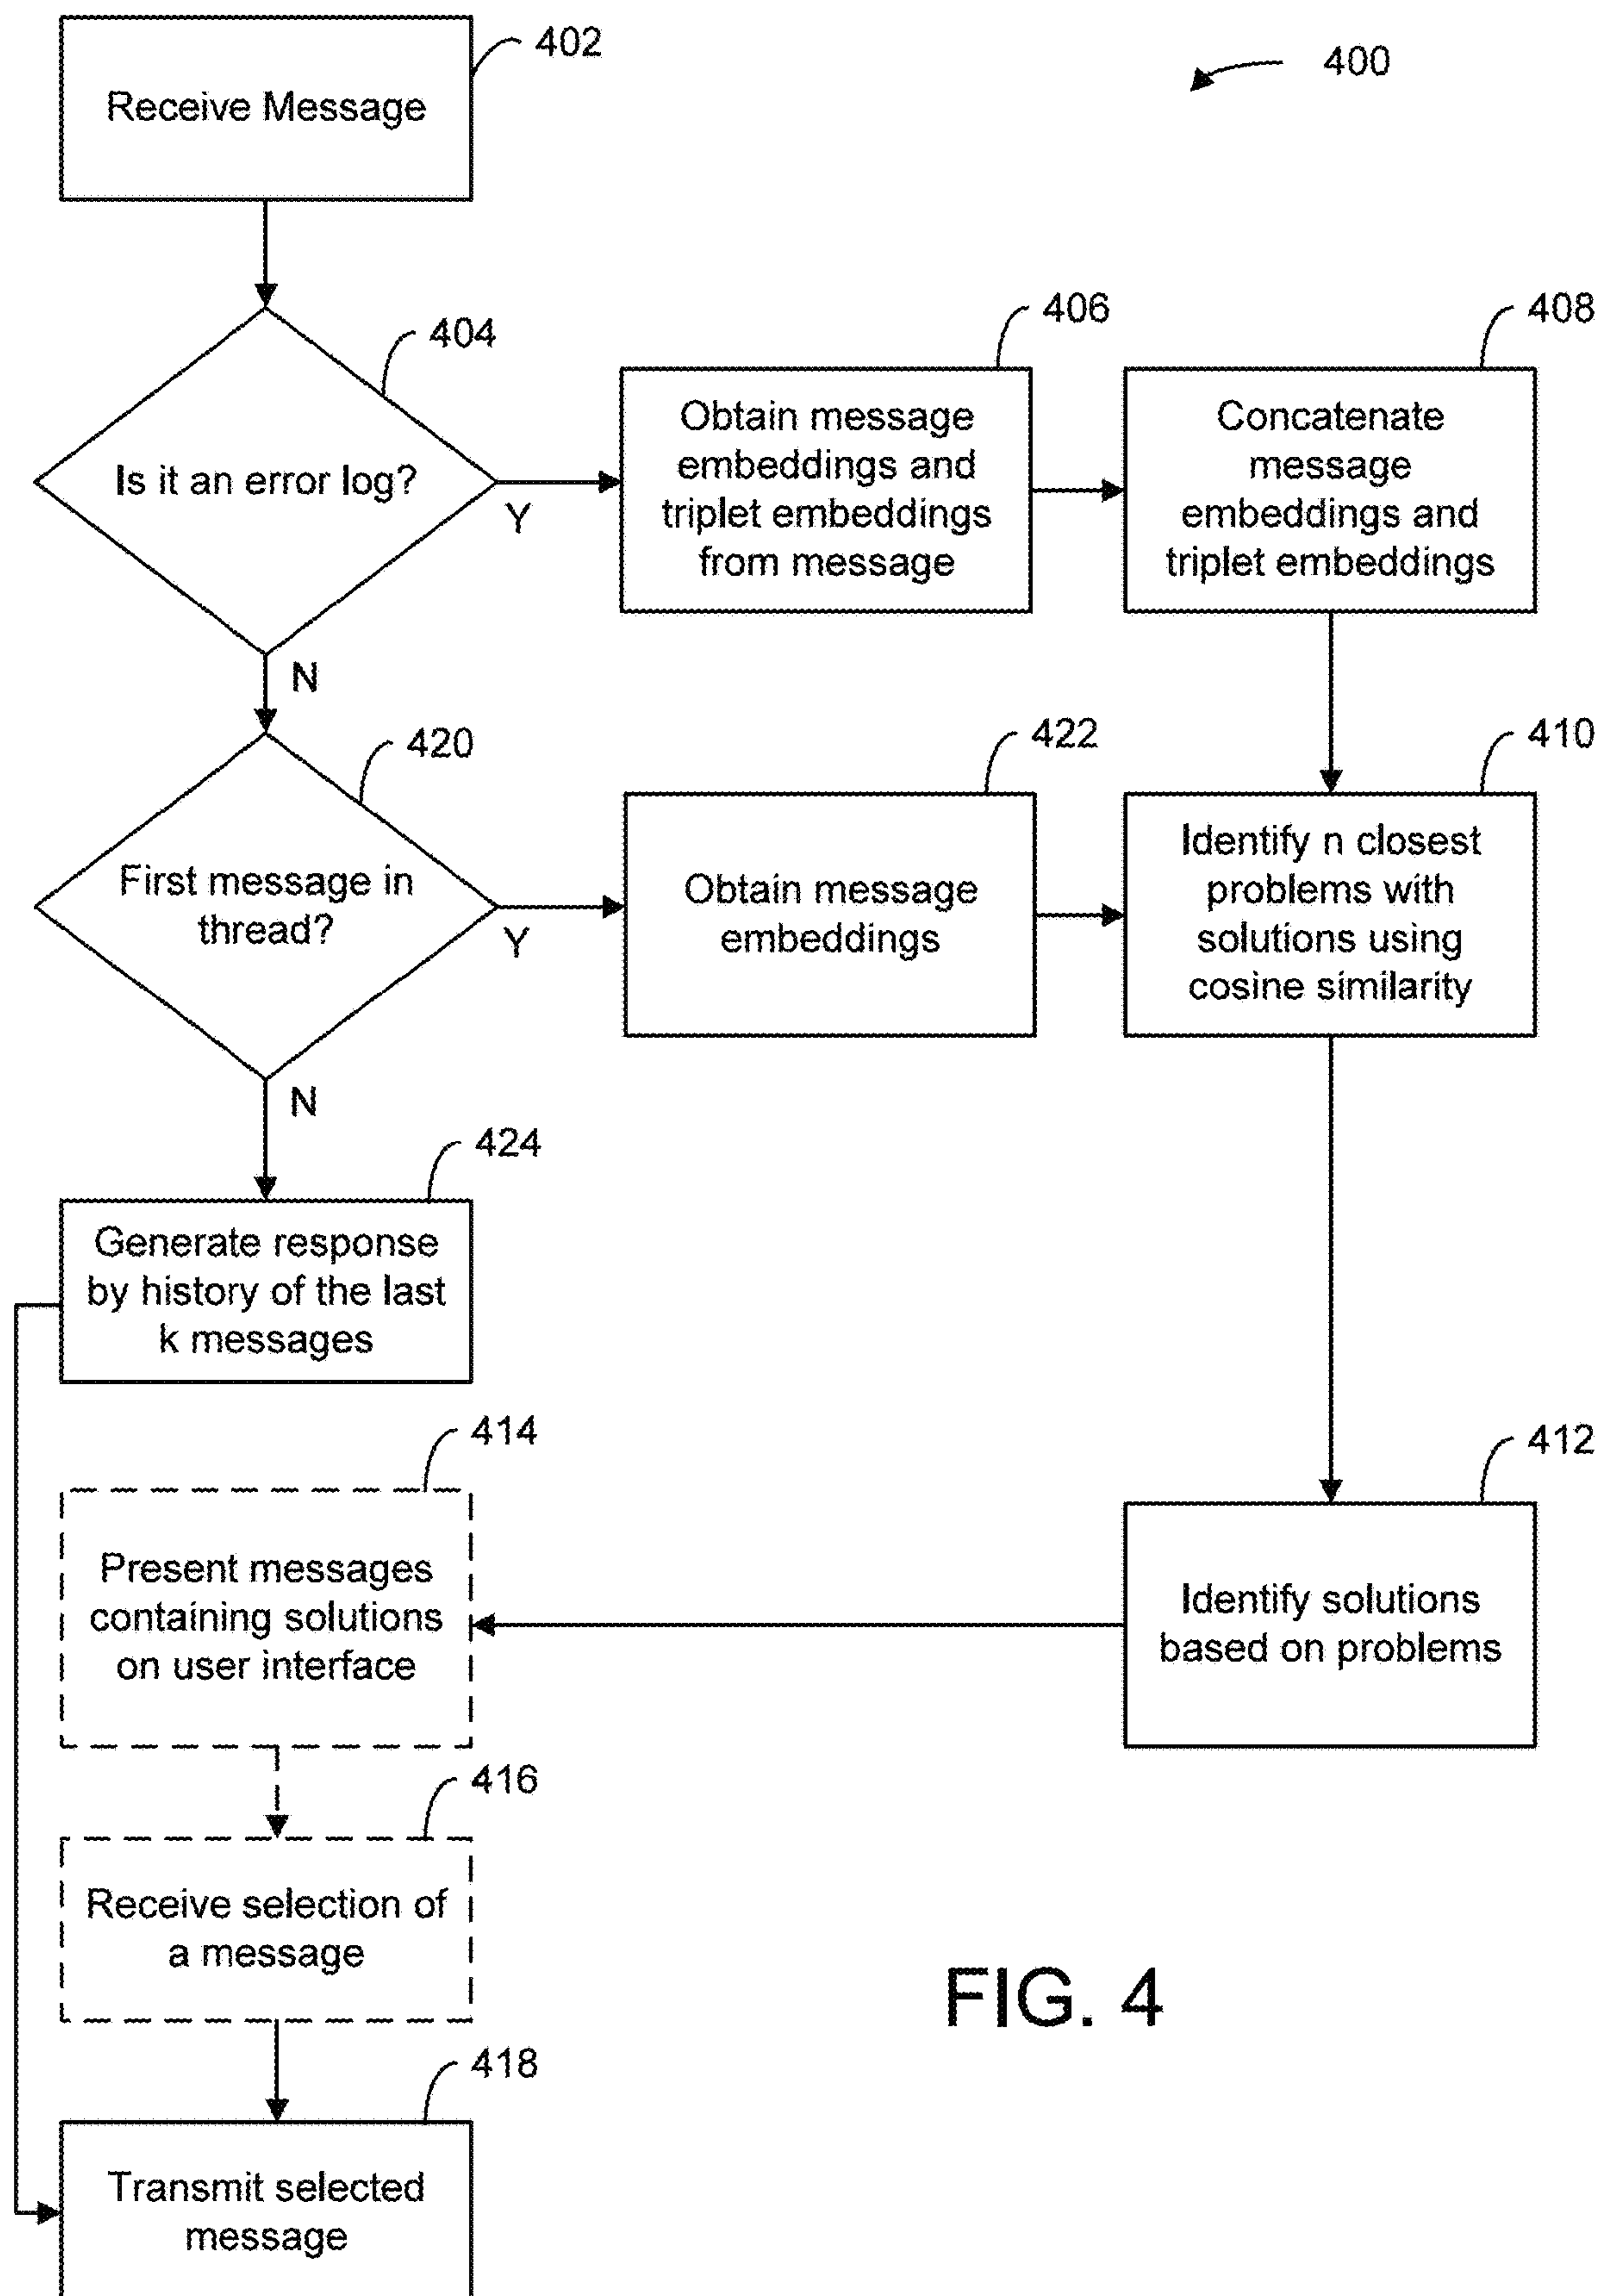 402
400
Receive Message
404
406
408
Is it an error log?
Y
N
Obtain message
embeddings and
triplet embeddings
from message
Concatenate
message
embeddings and
triplet embeddings
420
422
410
First message in
thread?
Y
N
Obtain message
embeddings
Identify n closest
problems with
solutions using
cosine similarity
424
Generate response
by history of the last
k messages
414
412
Present messages
containing solutions
on user interface
Identify solutions
based on problems
416
Receive selection of
a message
FIG. 4
418
Transmit selected
message